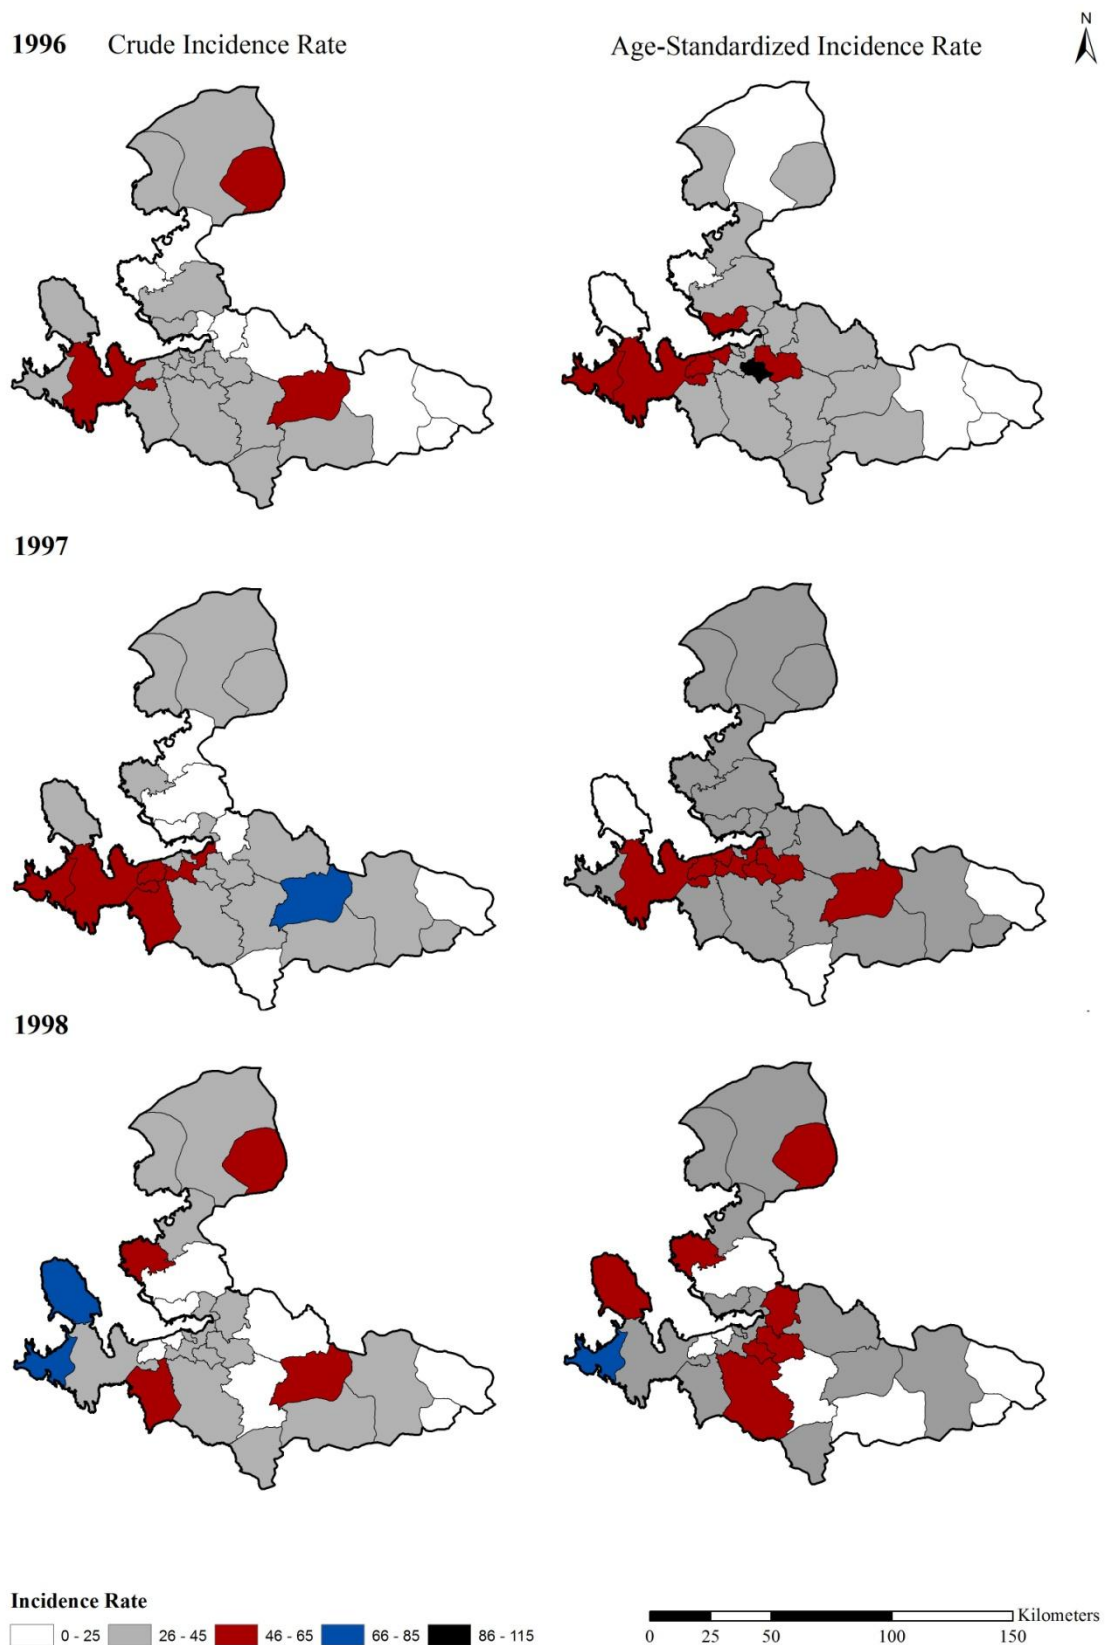 1996 Crude Incidence Rate Age-Standardized Incidence Rate N
1997
1998
Incidence Rate
0 - 25 26 - 45 46 - 65 66 - 85 86 - 115
Kilometers
0 25 50 100 150